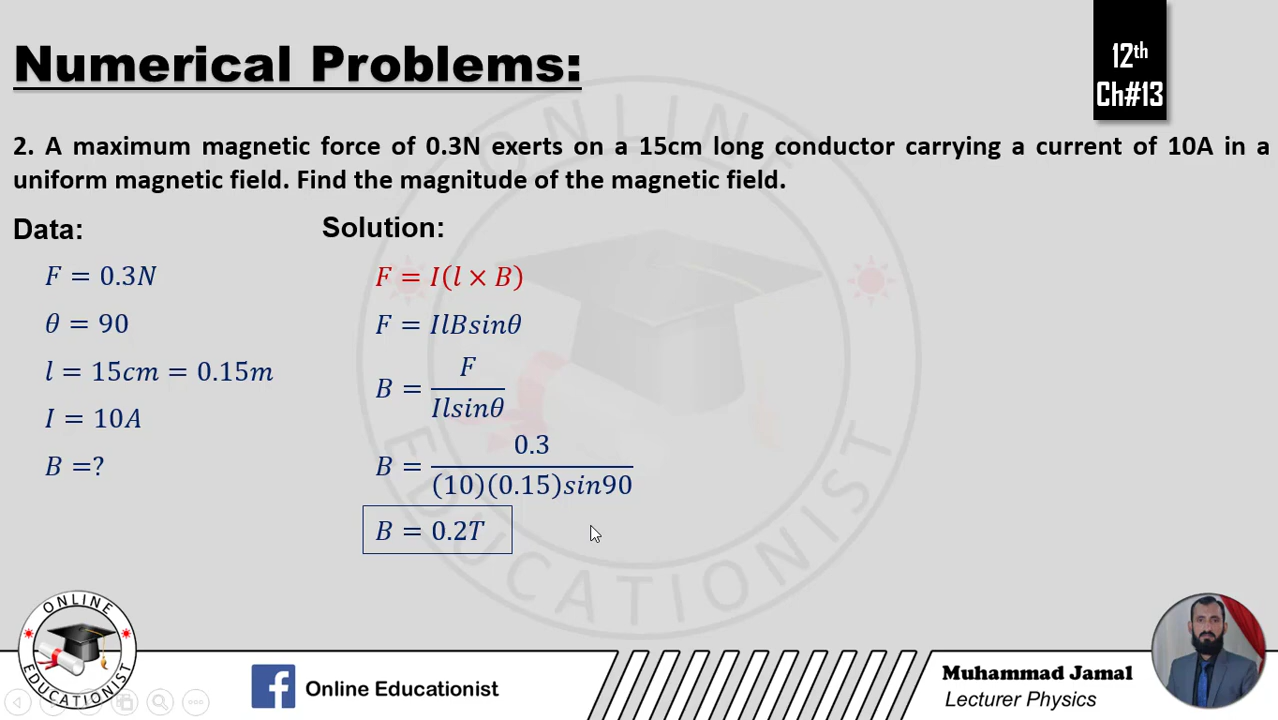 Numerical Problems:
12th
Ch#13
2. A maximum magnetic force of 0.3N exerts on a 15cm long conductor carrying a current of 10A in a
uniform magnetic field. Find the magnitude of the magnetic field.
Data:
F = 0.3N
θ = 90
l = 15cm = 0.15m
I = 10A
B =?
Solution:
F = I(l × B)
F = IlBsinθ
B = F / Ilsinθ
B = 0.3 / (10)(0.15)sin90
B = 0.2T
ONLINE
EDUCATIONIST
ONLINE
EDUCATIONIST
Online Educationist
Muhammad Jamal
Lecturer Physics